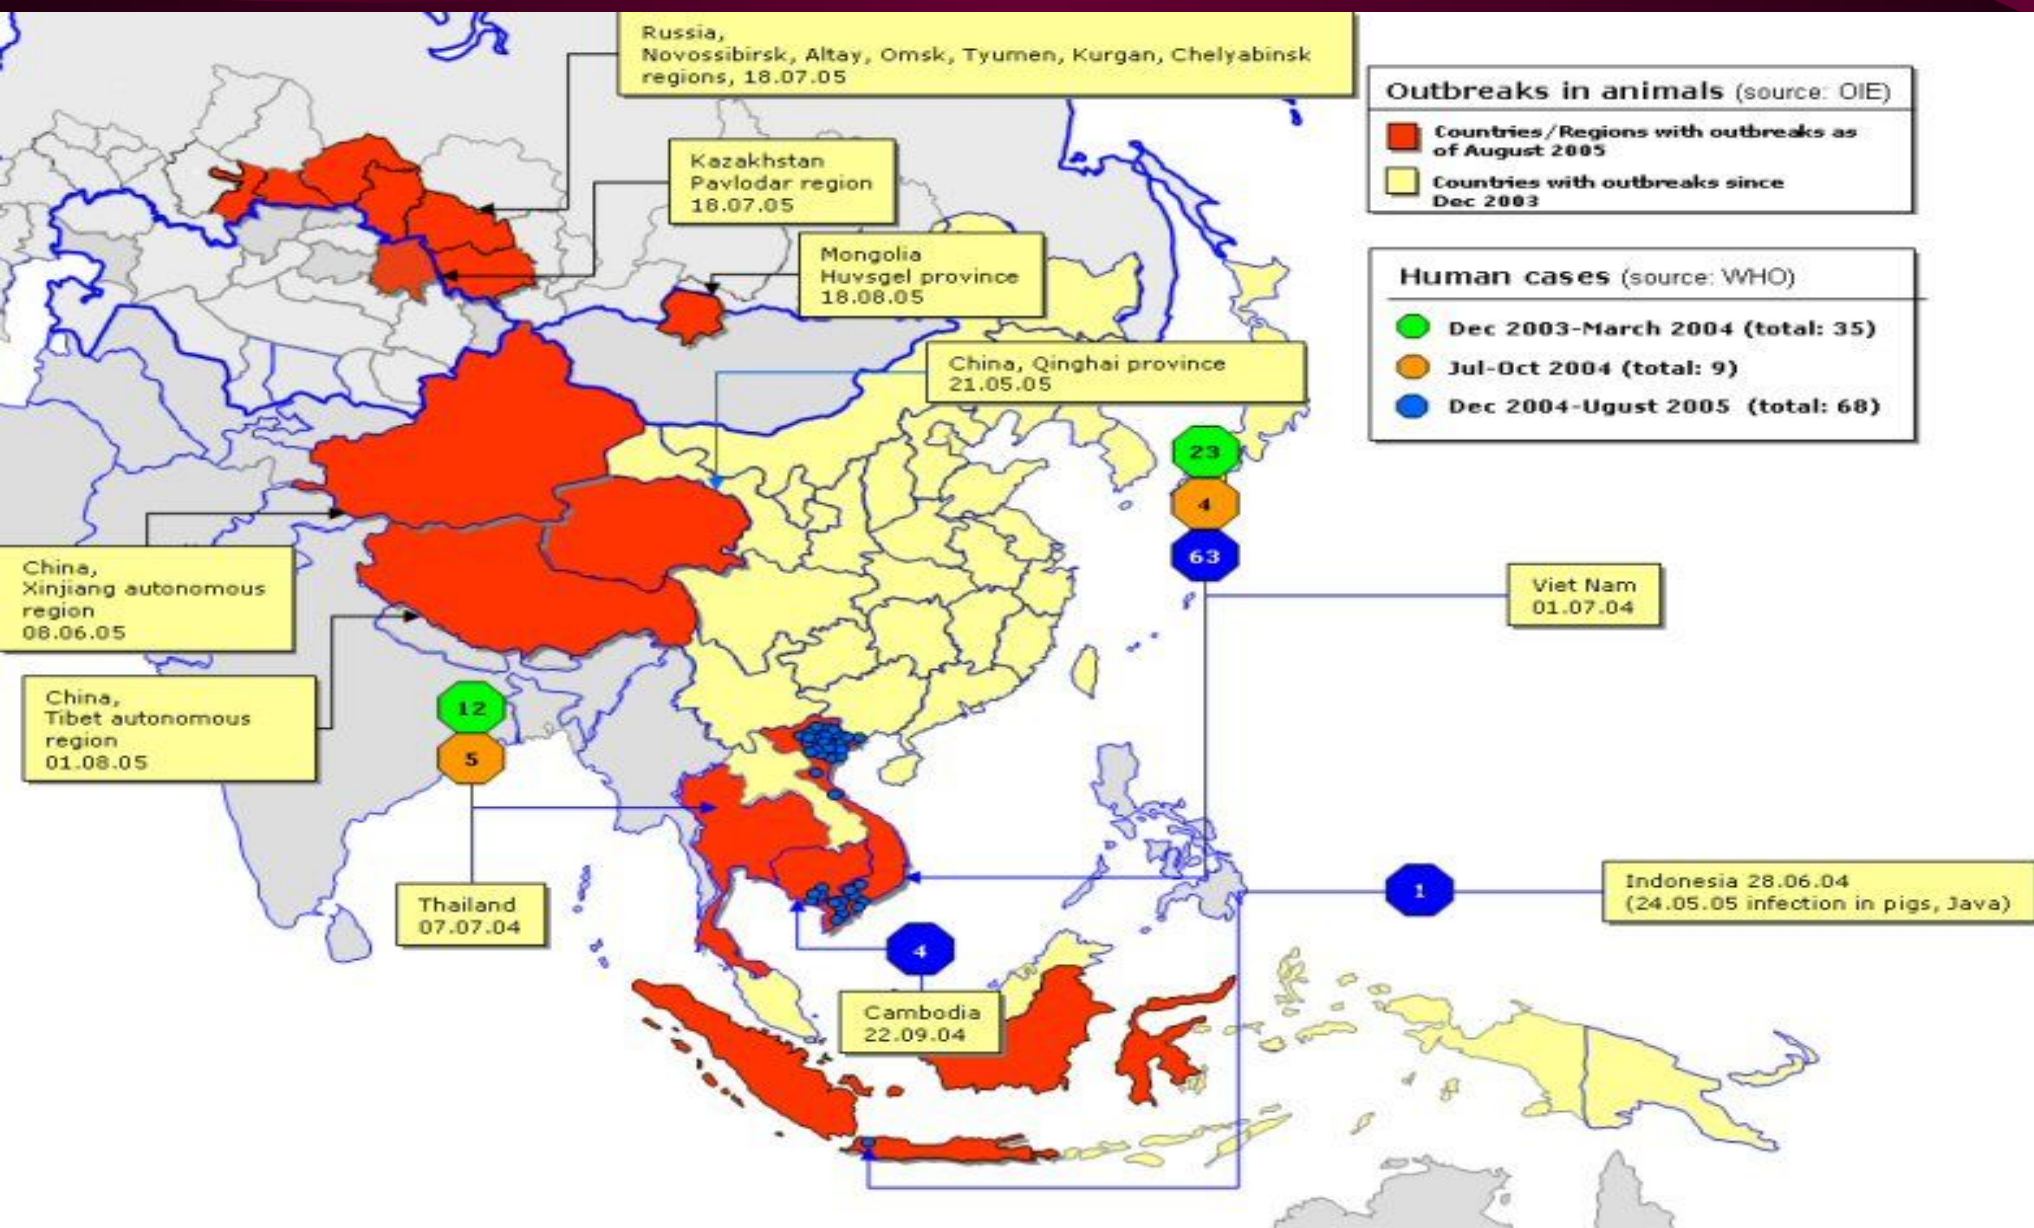 Russia,
Novossibirsk, Altay, Omsk, Tyumen, Kurgan, Chelyabinsk
regions, 18.07.05
Outbreaks in animals (source: OIE)
Countries/Regions with outbreaks as
of August 2005
Countries with outbreaks since
Dec 2003
Kazakhstan
Pavlodar region
18.07.05
Mongolia
Huvsgel province
18.08.05
Human cases (source: WHO)
Dec 2003-March 2004 (total: 35)
Jul-Oct 2004 (total: 9)
Dec 2004-Ugust 2005 (total: 68)
China, Qinghai province
21.05.05
23
4
63
China,
Xinjiang autonomous
region
08.06.05
Viet Nam
01.07.04
China,
Tibet autonomous
region
01.08.05
12
5
Thailand
07.07.04
1
Indonesia 28.06.04
(24.05.05 infection in pigs, Java)
4
Cambodia
22.09.04